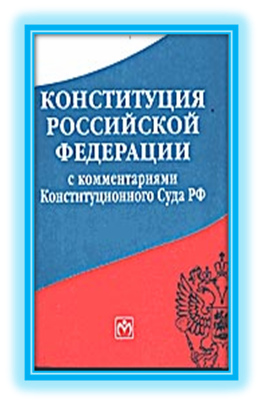 КОНСТИТУЦИЯ
РОССИЙСКОЙ
ФЕДЕРАЦИИ
с комментариями
Конституционного Суда РФ